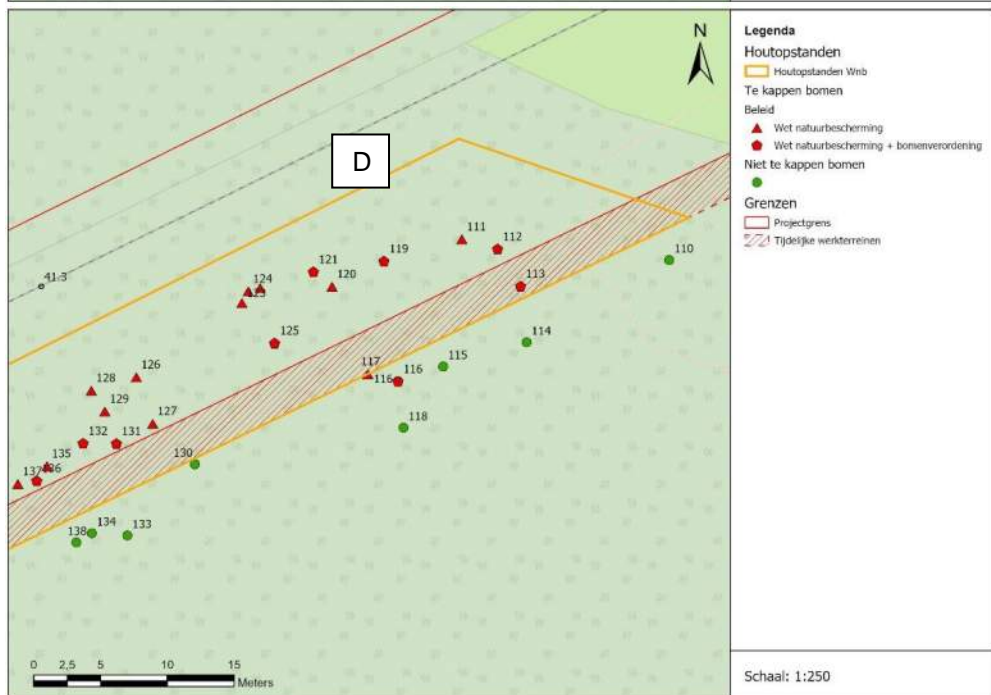 D
111
112
110
119
121
120
124
123
113
41.3
125
114
117
116
116
115
126
128
129
118
127
132
131
135
130
137
136
134
133
138
0 2,5 5 10 15
Meters
N
Legenda
Houtopstanden
Houtopstanden Wnb
Te kappen bomen
Beleid
Wet natuurbescherming
Wet natuurbescherming + bomenverordening
Niet te kappen bomen
Grenzen
Projectgrens
Tijdelijke werkterreinen
Schaal: 1:250